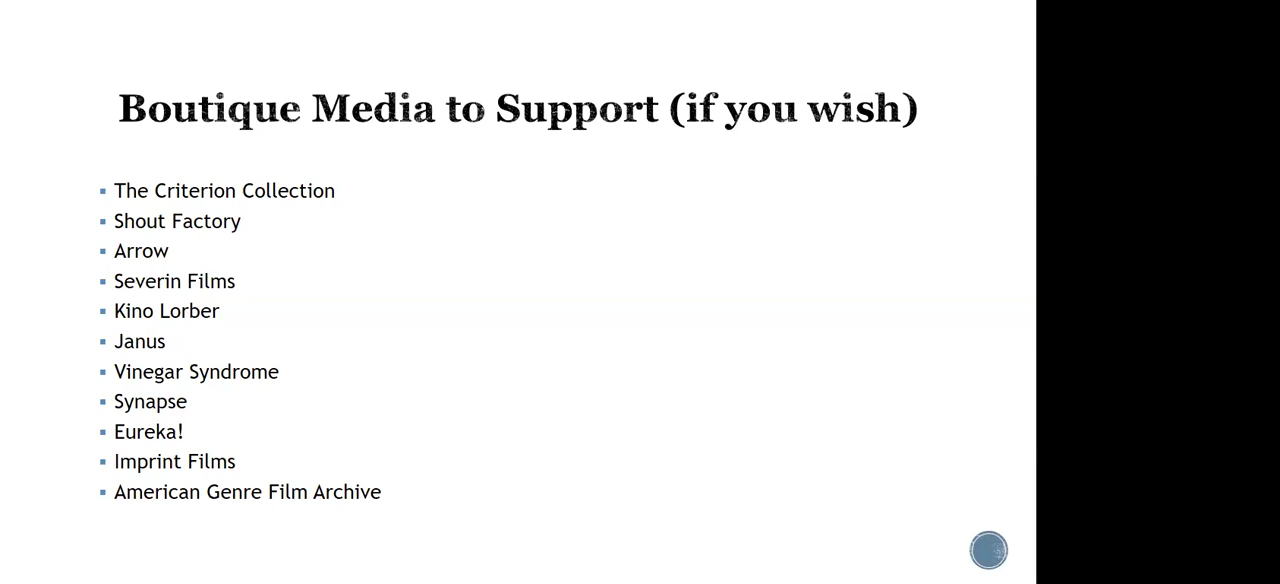 Boutique Media to Support (if you wish)
The Criterion Collection
Shout Factory
Arrow
Severin Films
Kino Lorber
Janus
Vinegar Syndrome
Synapse
Eureka!
Imprint Films
American Genre Film Archive